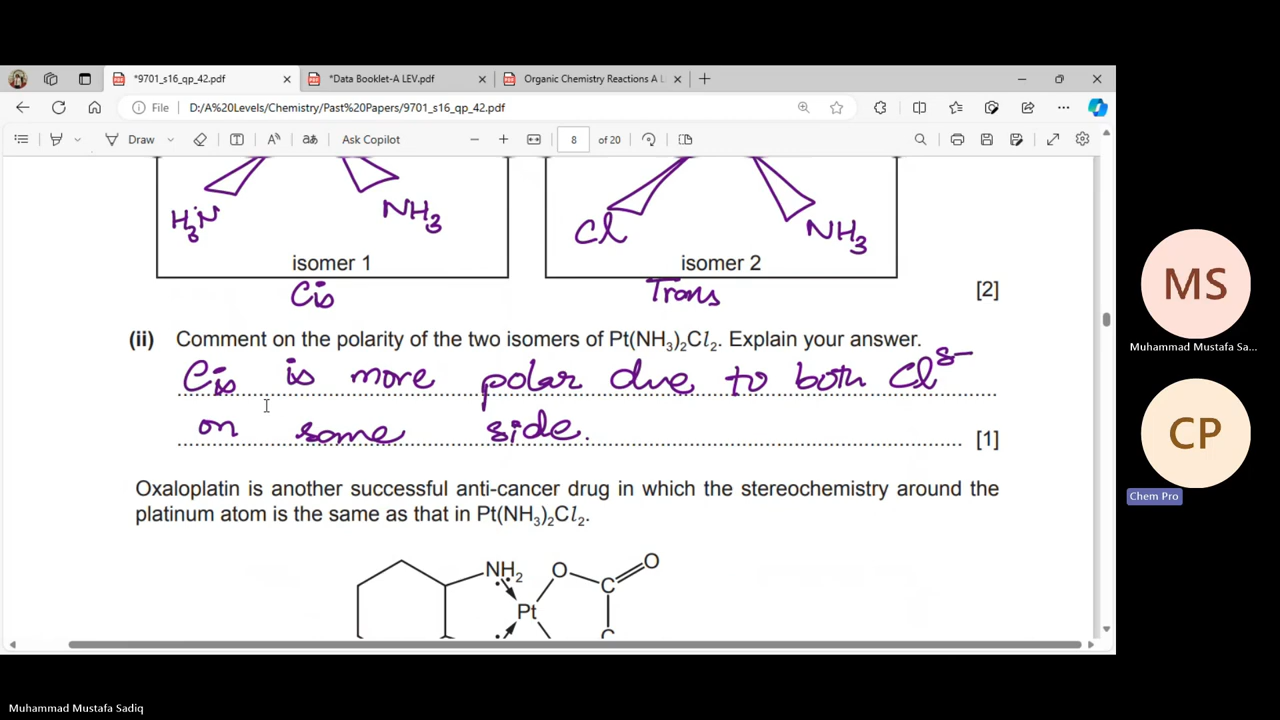 *9701_s16_qp_42.pdf
*Data Booklet-A LEV.pdf
Organic Chemistry Reactions A L
File
D:/A%20Levels/Chemistry/Past%20Papers/9701_s16_qp_42.pdf
Draw
aあ
Ask Copilot
8 of 20
H3N NH3
Cl NH3
isomer 1
isomer 2
Cis
Trans
[2]
(ii) Comment on the polarity of the two isomers of Pt(NH3)2Cl2. Explain your answer.
Cis is more polar due to both Cl δ−
on same side.
[1]
Oxaloplatin is another successful anti-cancer drug in which the stereochemistry around the
platinum atom is the same as that in Pt(NH3)2Cl2.
NH2 O O
C
Pt
MS
Muhammad Mustafa Sa...
CP
Chem Pro
Muhammad Mustafa Sadiq